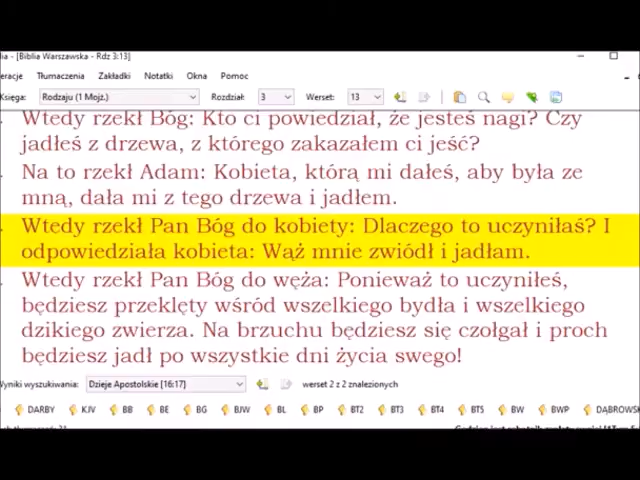 - [Biblia Warszawska - Rdz 3:13]
Tłumaczenia Zakładki Notatki Okna Pomoc
Księga: Rodzaju (1 Mojż.) Rozdział: 3 Werset: 13
Wtedy rzekł Bóg: Kto ci powiedział, że jesteś nagi? Czy
jadłeś z drzewa, z którego zakazałem ci jeść?
Na to rzekł Adam: Kobieta, którą mi dałeś, aby była ze
mną, dała mi z tego drzewa i jadłem.
Wtedy rzekł Pan Bóg do kobiety: Dlaczego to uczyniłaś? I
odpowiedziała kobieta: Wąż mnie zwiódł i jadłam.
Wtedy rzekł Pan Bóg do węża: Ponieważ to uczyniłeś,
będziesz przeklęty wśród wszelkiego bydła i wszelkiego
dzikiego zwierza. Na brzuchu będziesz się czołgał i proch
będziesz jadł po wszystkie dni życia swego!
Wyniki wyszukiwania: Dzieje Apostolskie [16:17] werset 2 z 2 znalezionych
DARBY KJV BB BE BG BJW BL BP BT2 BT3 BT4 BT5 BW BWP DĄBROWSK